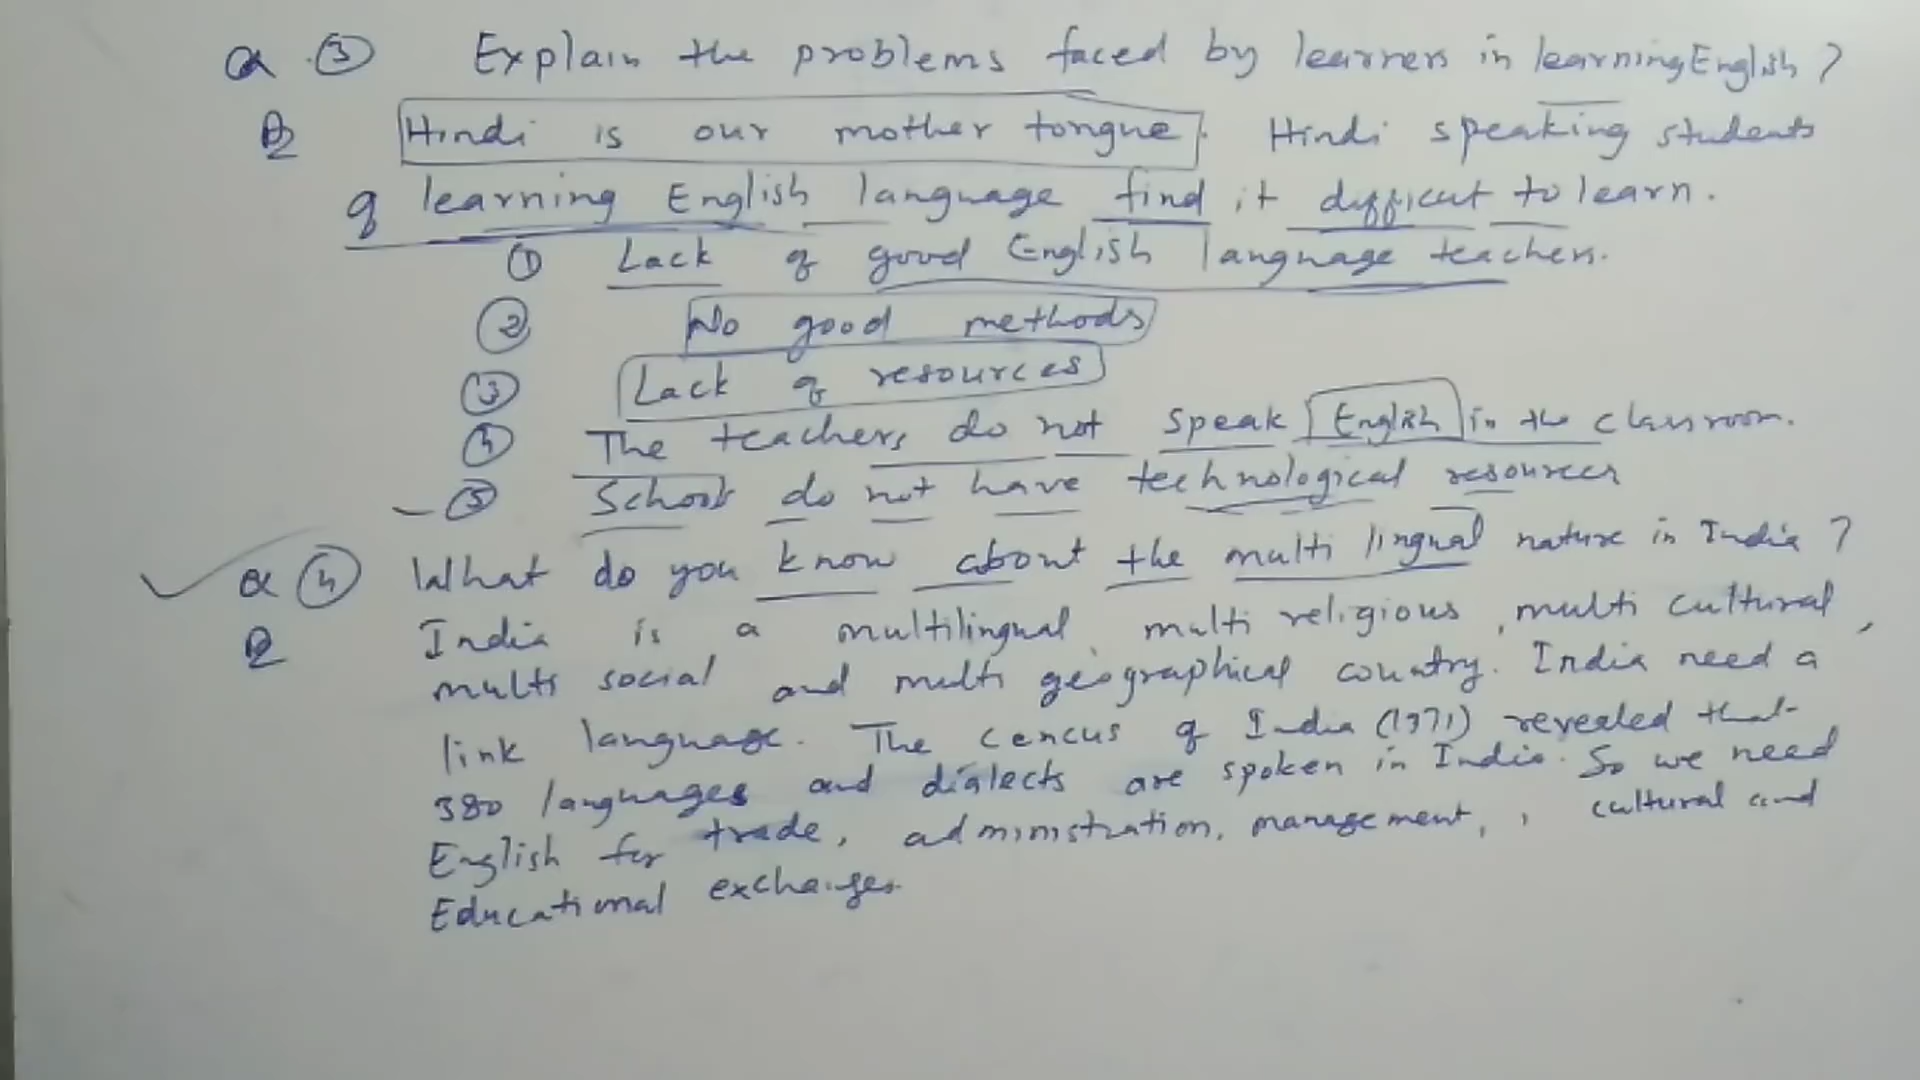 Q. ③ Explain the problems faced by learners in learning English ?
Hindi is our mother tongue. Hindi speaking students
of learning English language find it difficult to learn.
① Lack of good English language teachers.
② No good methods
③ Lack of resources
④ The teachers do not speak English in the classroom.
⑤ School do not have technological resources
Q ④ What do you know about the multi lingual nature in India ?
India is a multilingual, multi religious, multi cultural,
multi social and multi geographical country. India need a
link language. The cencus of India (1971) revealed that
380 languages and dialects are spoken in India. So we need
English for trade, administration, management, , cultural and
Educational exchanges.